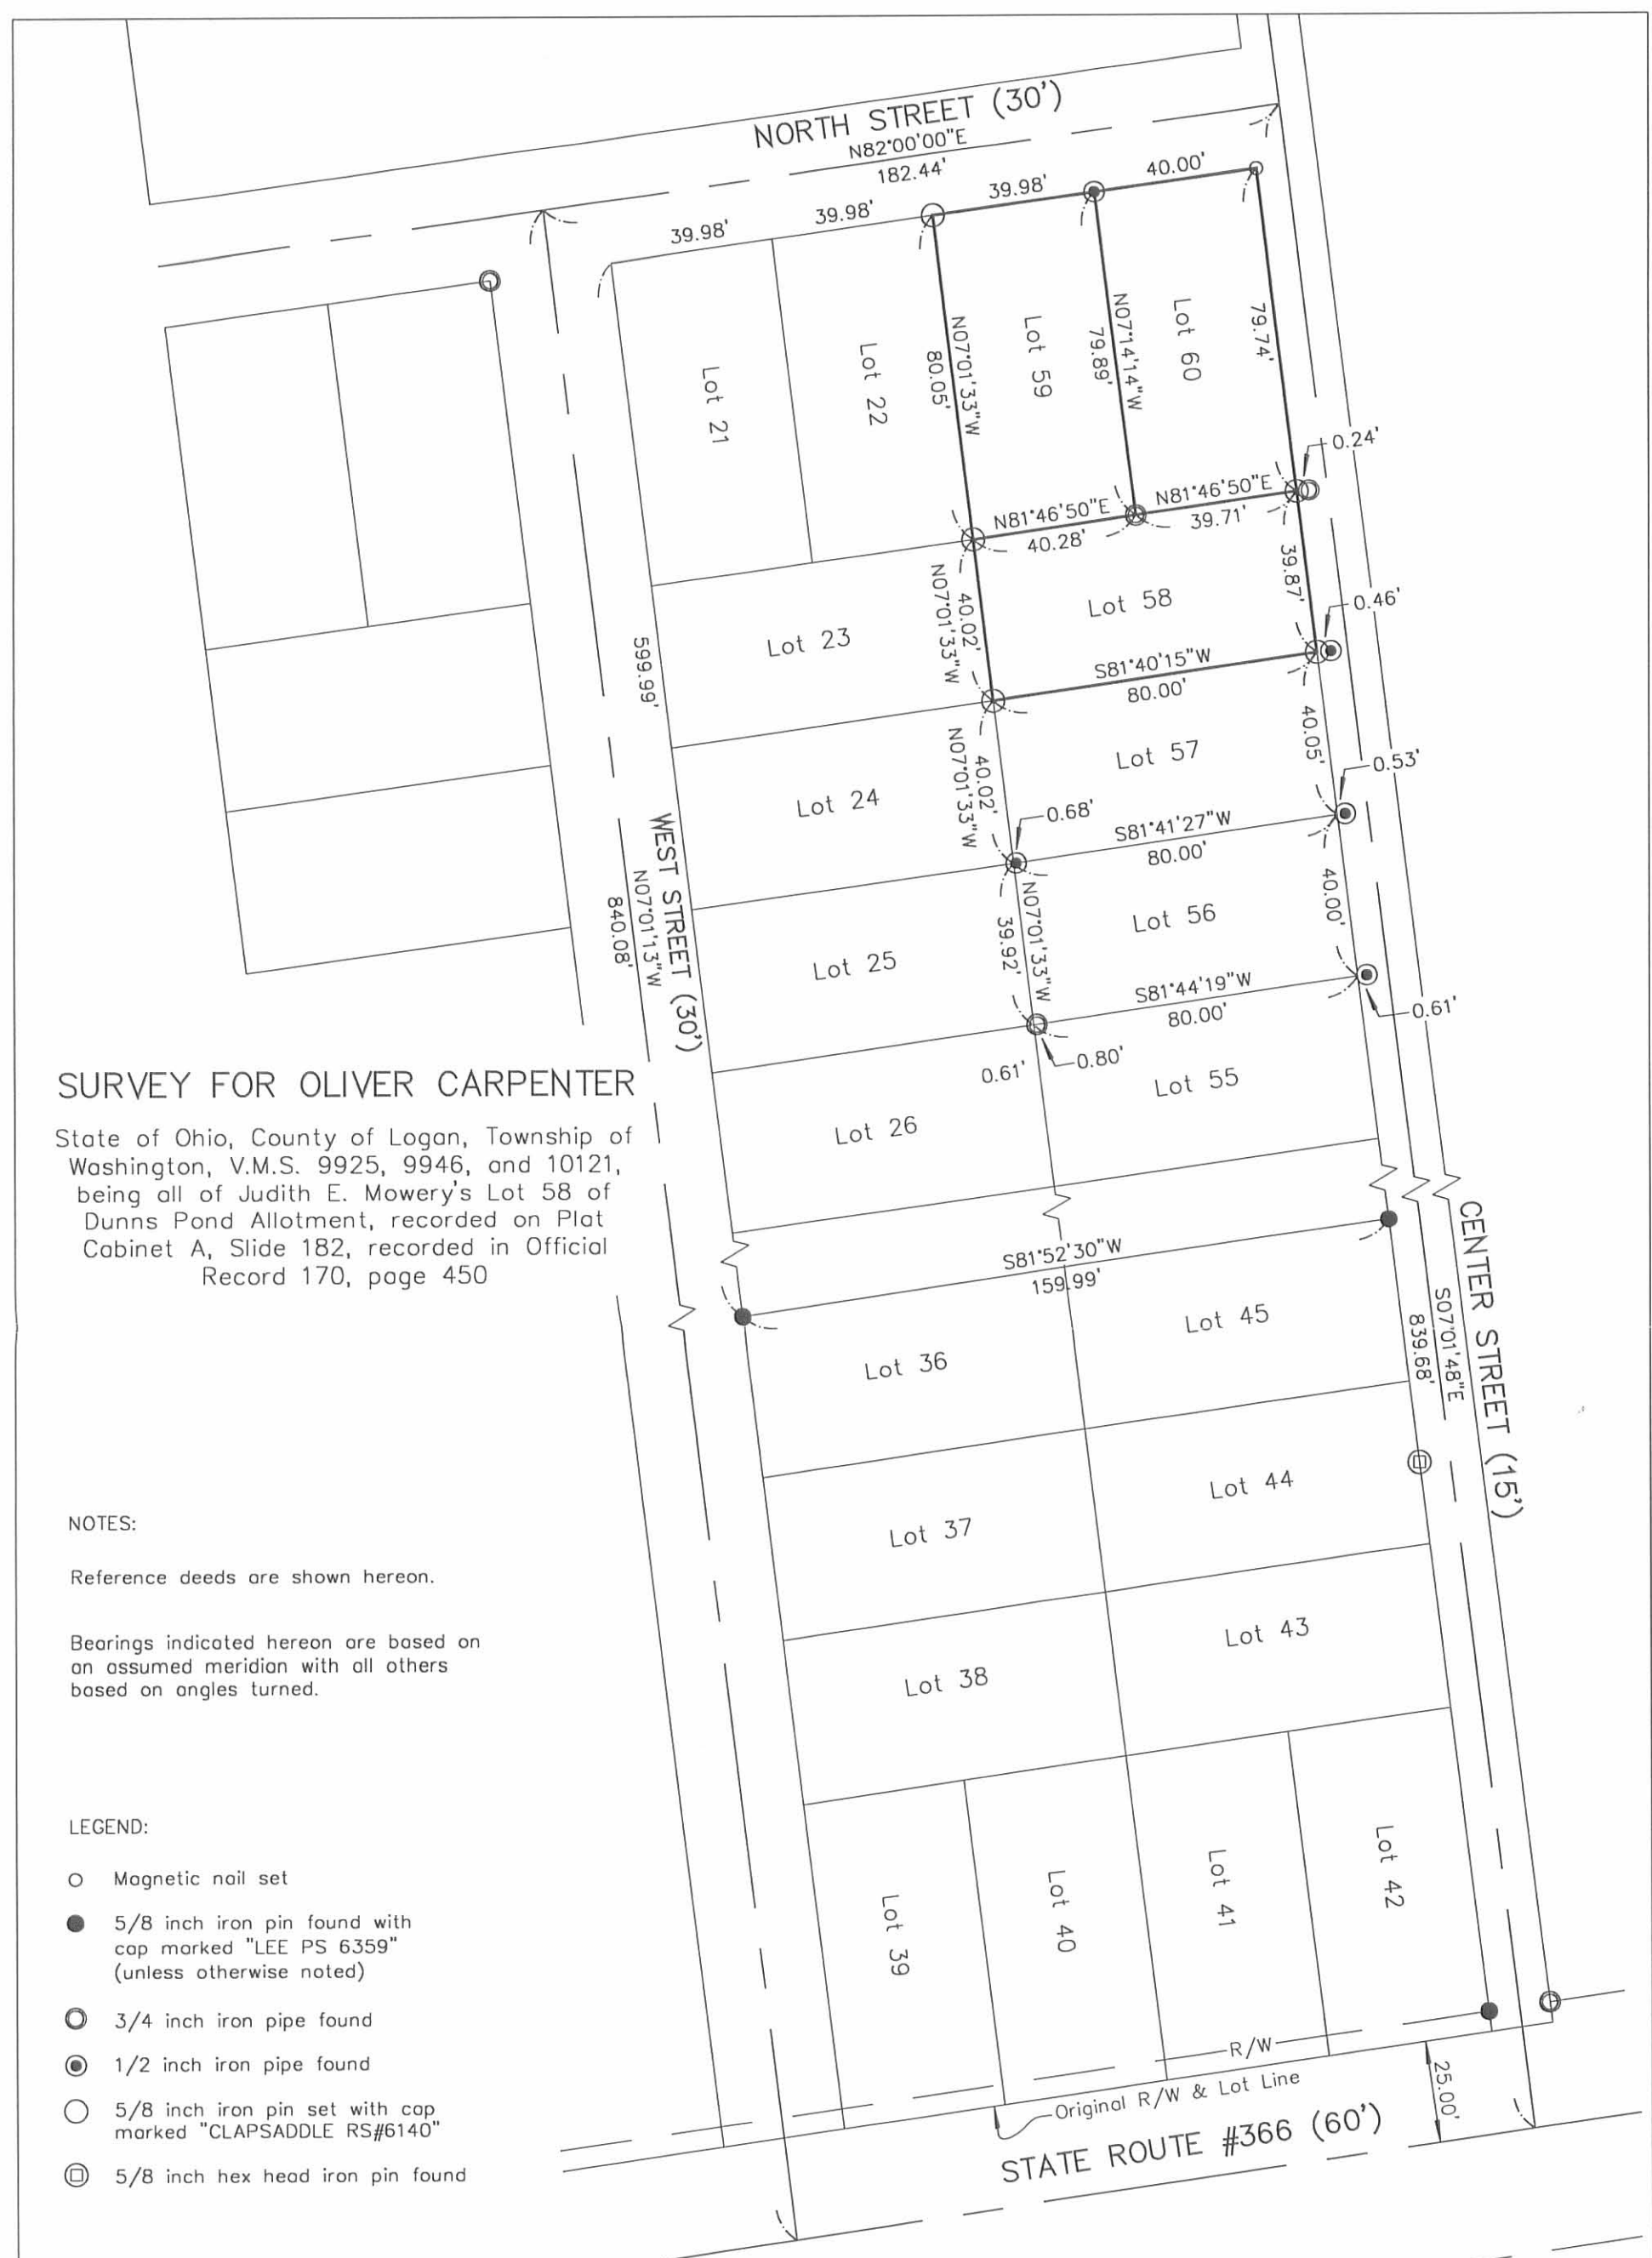 NORTH STREET (30')
N82°00'00"E
182.44'
39.98'
39.98'
39.98'
40.00'
Lot 21
Lot 22
N07°01'33"W
80.05'
Lot 59
N07°14'14"W
79.89'
Lot 60
79.74'
0.24'
N81°46'50"E
40.28'
N81°46'50"E
39.71'
39.87'
0.46'
Lot 23
N07°01'33"W
40.02'
Lot 58
599.99'
S81°40'15"W
80.00'
40.05'
Lot 24
N07°01'33"W
40.02'
Lot 57
0.53'
0.68'
S81°41'27"W
80.00'
WEST STREET (30')
N07°01'13"W
840.08'
Lot 25
N07°01'33"W
39.92'
Lot 56
40.00'
S81°44'19"W
80.00'
0.61'
0.61'
0.80'
Lot 55
Lot 26
SURVEY FOR OLIVER CARPENTER
State of Ohio, County of Logan, Township of
Washington, V.M.S. 9925, 9946, and 10121,
being all of Judith E. Mowery's Lot 58 of
Dunns Pond Allotment, recorded on Plat
Cabinet A, Slide 182, recorded in Official
Record 170, page 450
S81°52'30"W
159.99'
CENTER STREET (15')
S07°01'48"E
839.68'
Lot 45
Lot 36
Lot 44
Lot 37
Lot 43
Lot 38
NOTES:
Reference deeds are shown hereon.
Bearings indicated hereon are based on
an assumed meridian with all others
based on angles turned.
Lot 39
Lot 40
Lot 41
Lot 42
LEGEND:
Magnetic nail set
5/8 inch iron pin found with
cap marked "LEE PS 6359"
(unless otherwise noted)
3/4 inch iron pipe found
1/2 inch iron pipe found
5/8 inch iron pin set with cap
marked "CLAPSADDLE RS#6140"
5/8 inch hex head iron pin found
R/W
Original R/W & Lot Line
25.00'
STATE ROUTE #366 (60')